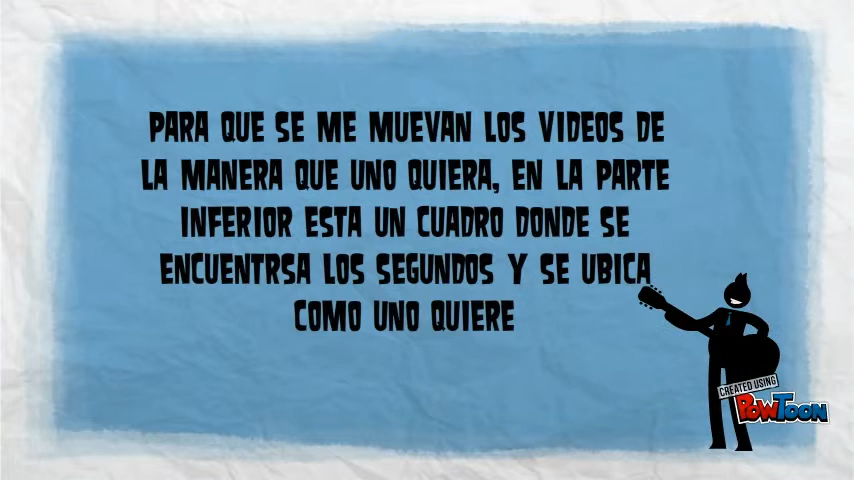 PARA QUE SE ME MUEVAN LOS VIDEOS DE
LA MANERA QUE UNO QUIERA, EN LA PARTE
INFERIOR ESTA UN CUADRO DONDE SE
ENCUENTRSA LOS SEGUNDOS Y SE UBICA
COMO UNO QUIERE
CREATED USING
POWTOON